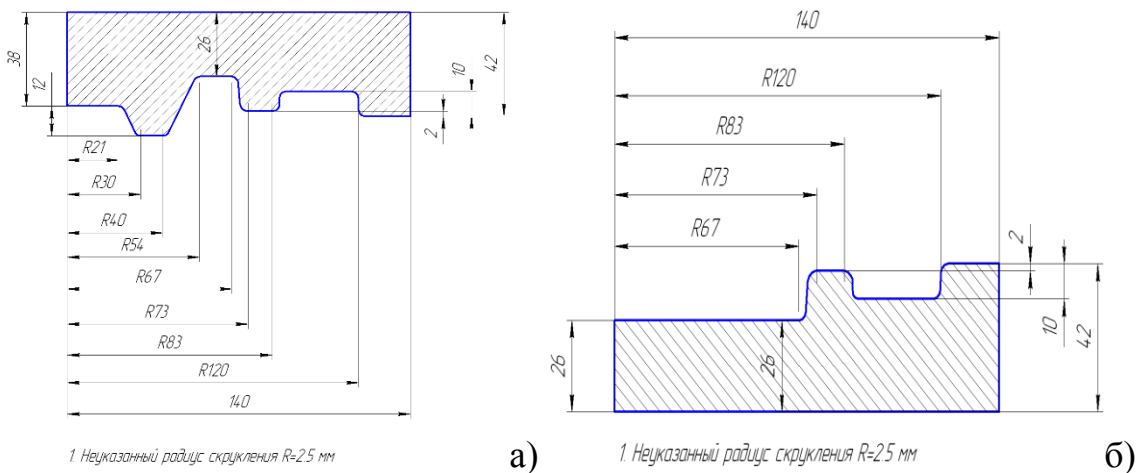 38
12
26
10
42
2
R21
R30
R40
R54
R67
R73
R83
R120
140
1. Неуказанный радиус скругления R=2.5 мм
а)
140
R120
R83
R73
R67
2
10
42
26
26
1. Неуказанный радиус скругления R=2.5 мм
б)